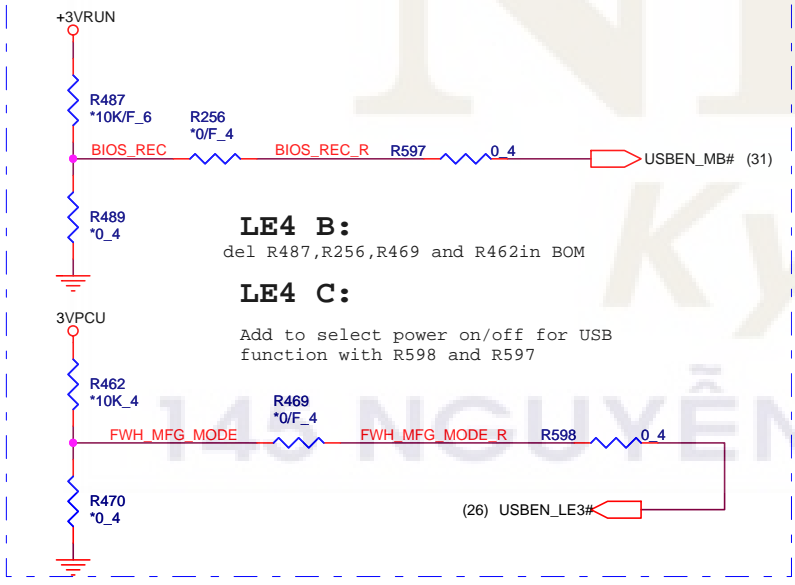 +3VRUN
R487
*10K/F_6
R256
*0/F_4
BIOS_REC
BIOS_REC_R
R597
0_4
USBEN_MB# (31)
R489
*0_4
LE4 B:
del R487,R256,R469 and R462in BOM
LE4 C:
Add to select power on/off for USB
function with R598 and R597
3VPCU
R462
*10K_4
R469
*0/F_4
FWH_MFG_MODE
FWH_MFG_MODE_R
R598
0_4
R470
*0_4
(26) USBEN_LE3#
145 NGUYỄN